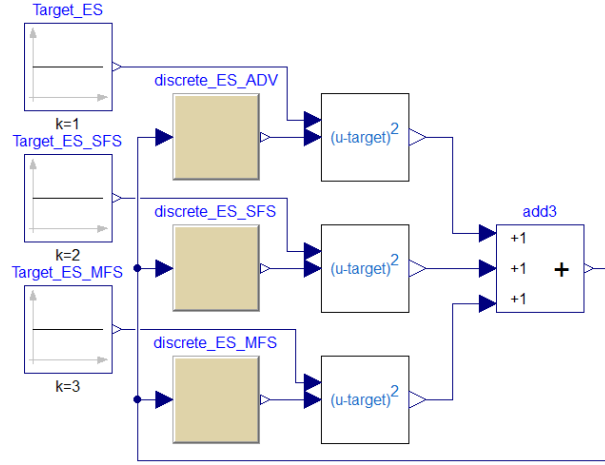 Target_ES
k=1
discrete_ES_ADV
(u-target)²
Target_ES_SFS
k=2
discrete_ES_SFS
(u-target)²
add3
+1
+1
+1
+
Target_ES_MFS
k=3
discrete_ES_MFS
(u-target)²